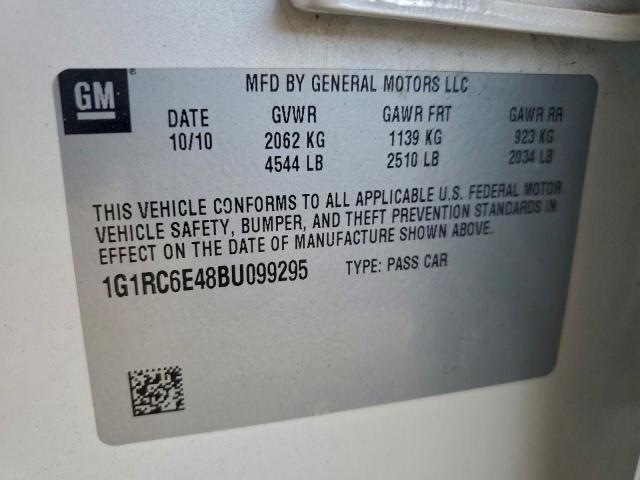 GM
MFD BY GENERAL MOTORS LLC
DATE GVWR GAWR FRT GAWR RR
10/10 2062 KG 1139 KG 923 KG
4544 LB 2510 LB 2034 LB
THIS VEHICLE CONFORMS TO ALL APPLICABLE U.S. FEDERAL MOTOR
VEHICLE SAFETY, BUMPER, AND THEFT PREVENTION STANDARDS IN
EFFECT ON THE DATE OF MANUFACTURE SHOWN ABOVE.
1G1RC6E48BU099295 TYPE: PASS CAR